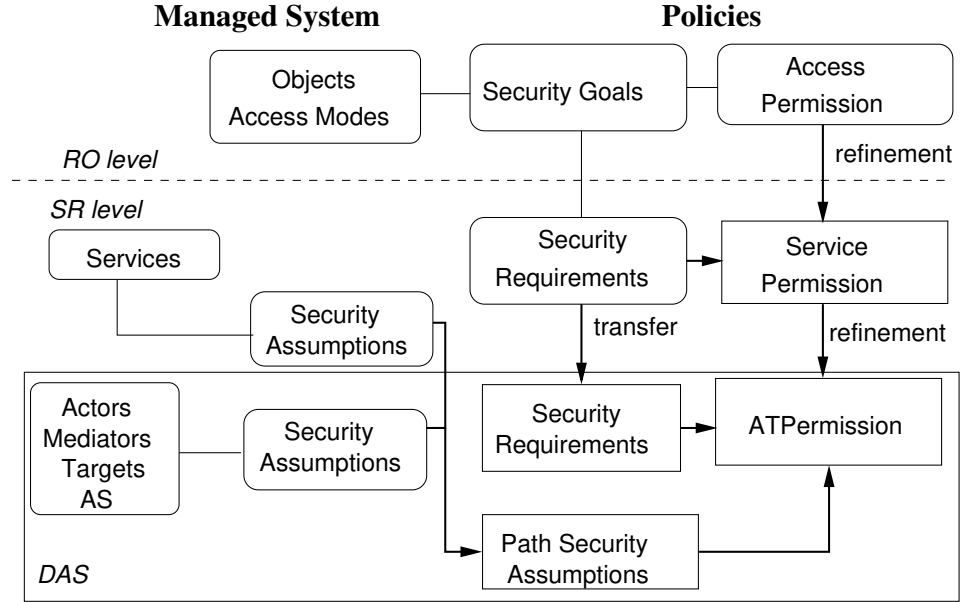 Managed System
Policies
Objects
Access Modes
Security Goals
Access
Permission
RO level
refinement
SR level
Services
Security
Requirements
Service
Permission
Security
Assumptions
transfer
refinement
Actors
Mediators
Targets
AS
Security
Assumptions
Security
Requirements
ATPermission
Path Security
Assumptions
DAS